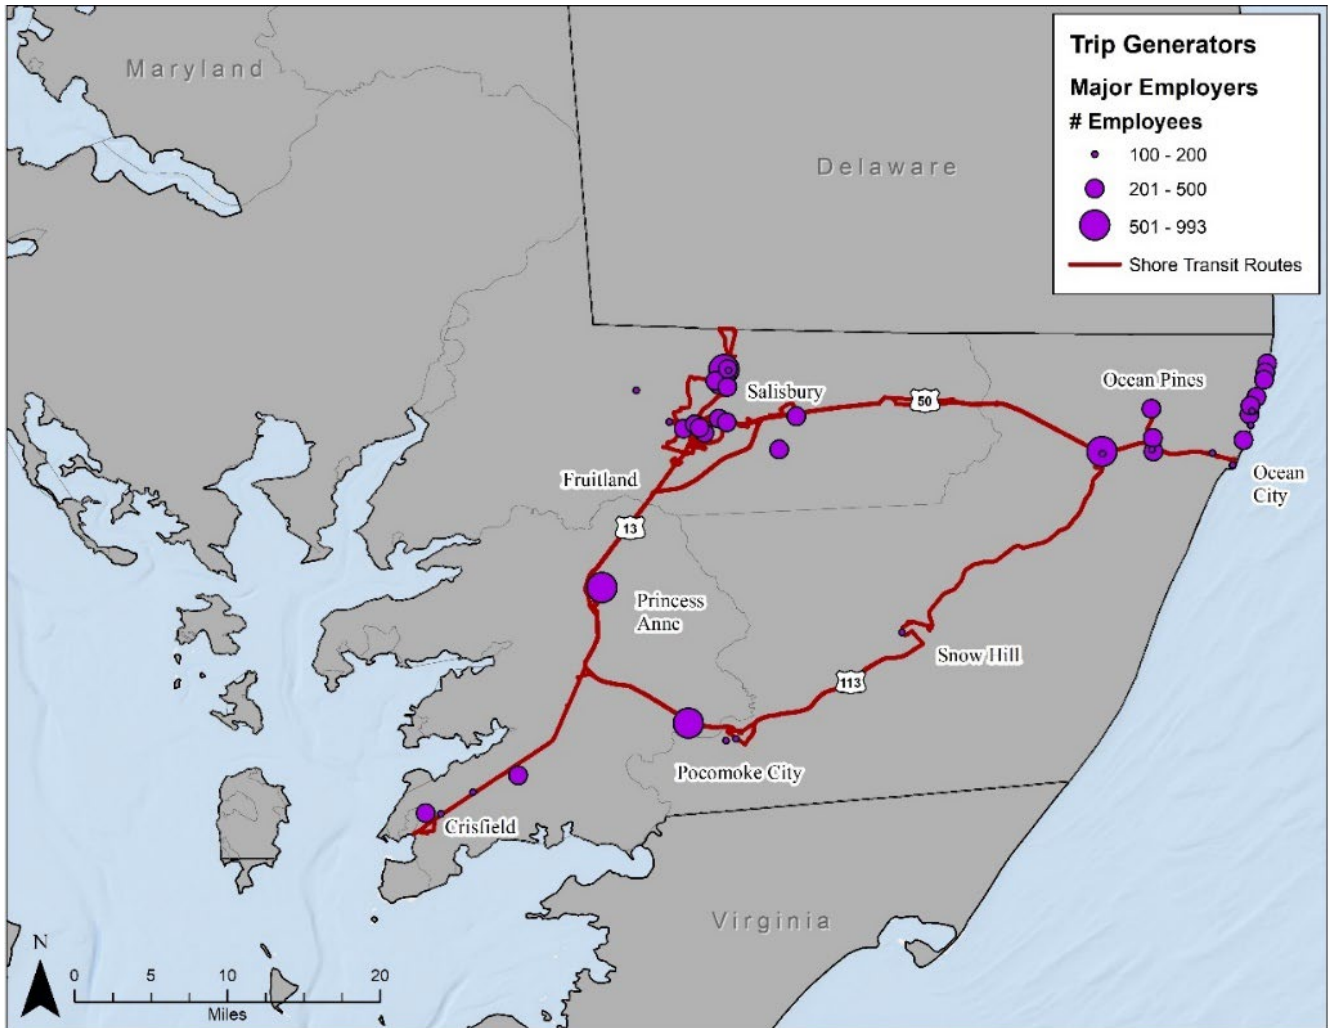 Maryland
Delaware
Trip Generators
Major Employers
# Employees
100 - 200
201 - 500
501 - 993
Shore Transit Routes
Salisbury
50
Ocean Pines
Ocean
City
Fruitland
13
Princess
Anne
Snow Hill
113
Pocomoke City
Crisfield
Virginia
N
0 5 10 20
Miles